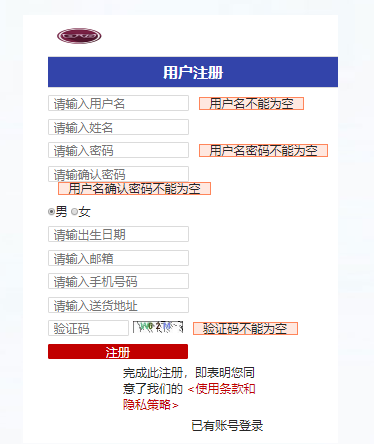 用户注册
请输入用户名 用户名不能为空
请输入姓名
请输入密码 用户名密码不能为空
请输确认密码
用户名确认密码不能为空
男 女
请输出生日期
请输入邮箱
请输入手机号码
请输入送货地址
验证码 验证码不能为空
注册
完成此注册，即表明您同
意了我们的 <使用条款和
隐私策略>
已有账号登录